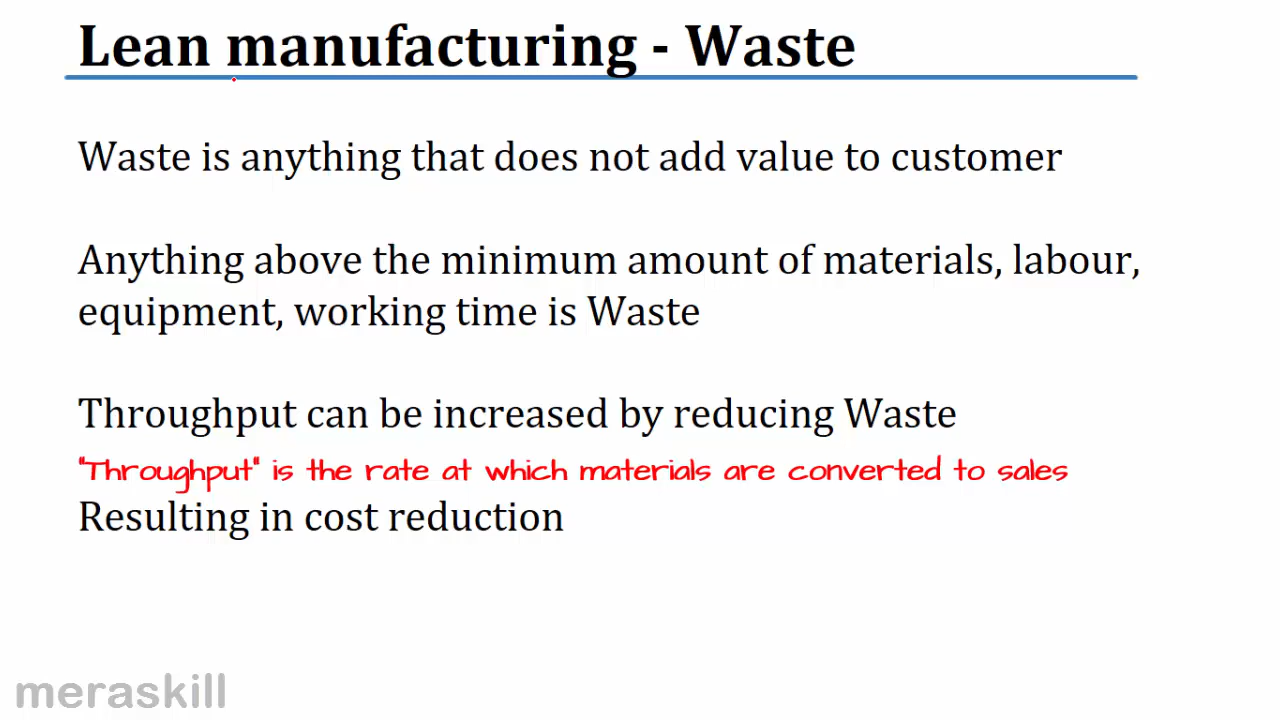 Lean manufacturing - Waste
Waste is anything that does not add value to customer
Anything above the minimum amount of materials, labour,
equipment, working time is Waste
Throughput can be increased by reducing Waste
"Throughput" is the rate at which materials are converted to sales
Resulting in cost reduction
meraskill